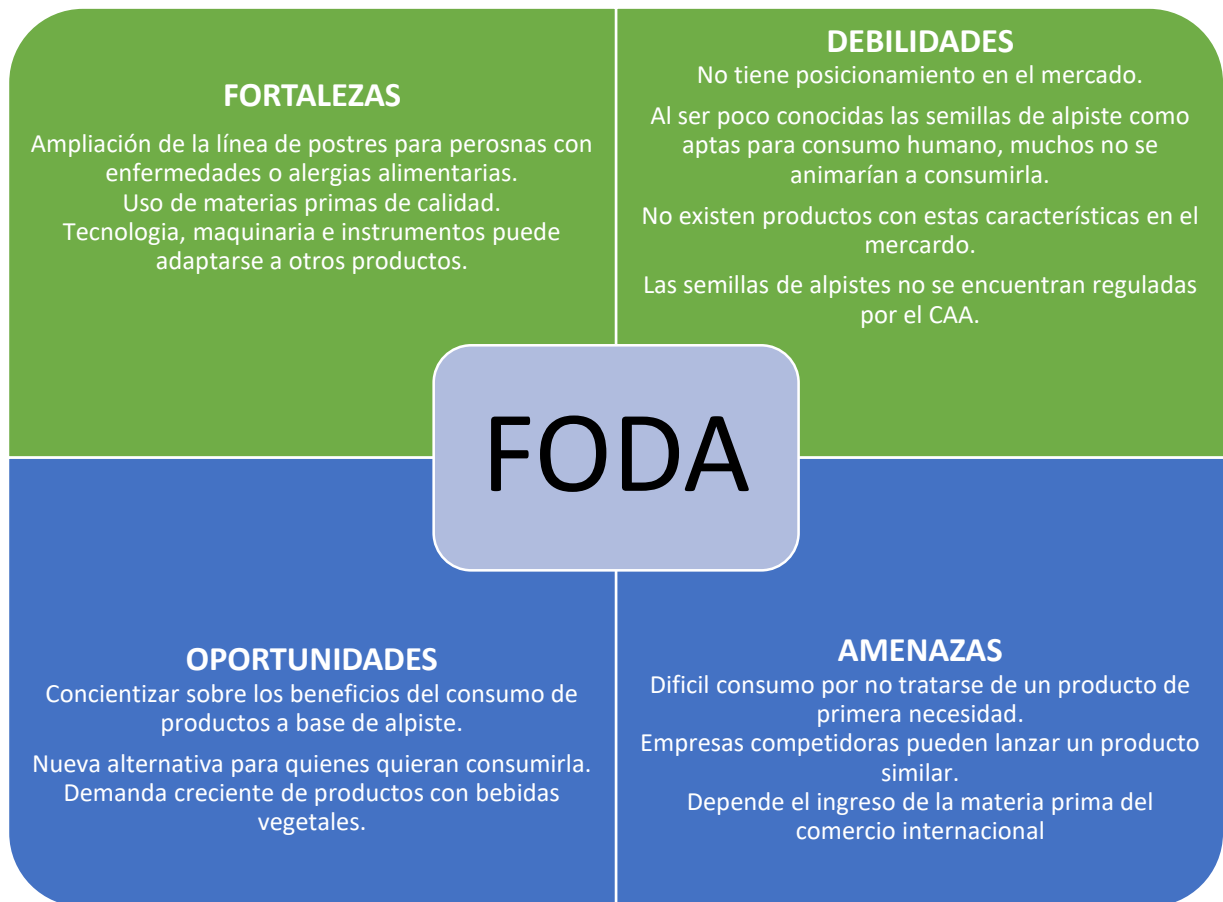 FORTALEZAS
Ampliación de la línea de postres para perosnas con
enfermedades o alergias alimentarias.
Uso de materias primas de calidad.
Tecnologia, maquinaria e instrumentos puede
adaptarse a otros productos.
DEBILIDADES
No tiene posicionamiento en el mercado.
Al ser poco conocidas las semillas de alpiste como
aptas para consumo humano, muchos no se
animarían a consumirla.
No existen productos con estas características en el
mercardo.
Las semillas de alpistes no se encuentran reguladas
por el CAA.
FODA
OPORTUNIDADES
Concientizar sobre los beneficios del consumo de
productos a base de alpiste.
Nueva alternativa para quienes quieran consumirla.
Demanda creciente de productos con bebidas
vegetales.
AMENAZAS
Dificil consumo por no tratarse de un producto de
primera necesidad.
Empresas competidoras pueden lanzar un producto
similar.
Depende el ingreso de la materia prima del
comercio internacional